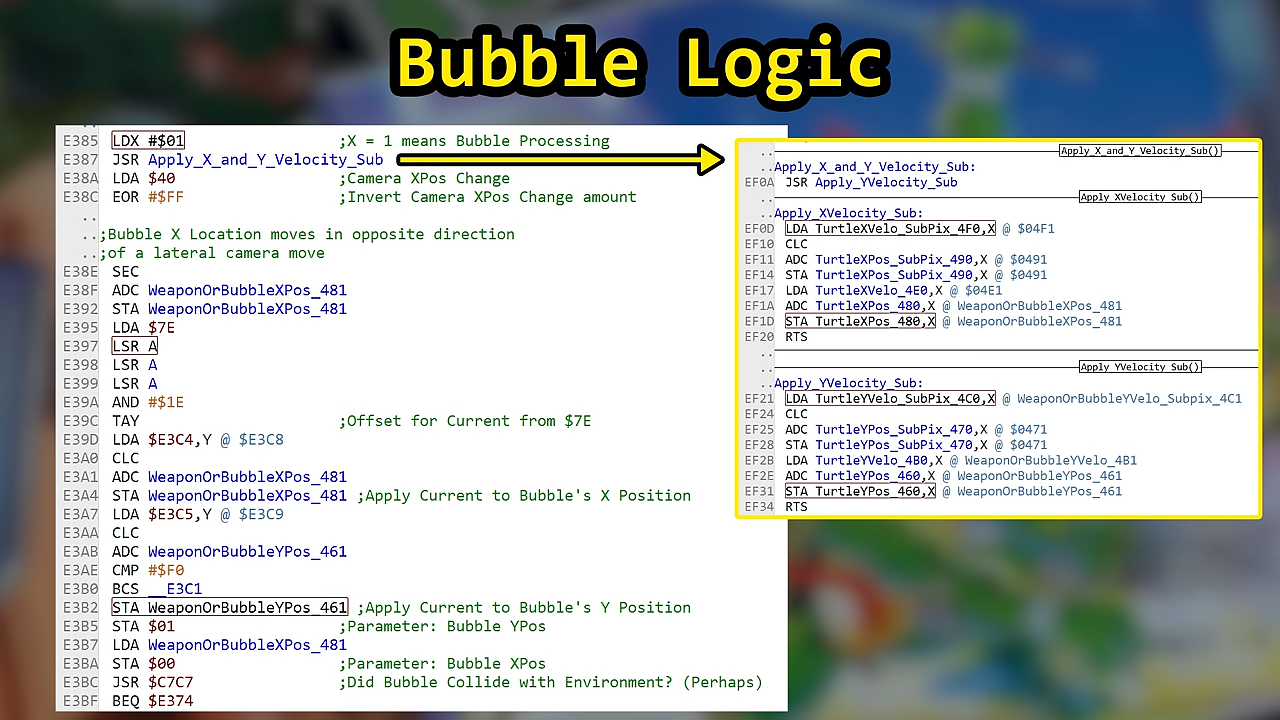 Bubble Logic
..
E385 LDX #$01 ;X = 1 means Bubble Processing
E387 JSR Apply_X_and_Y_Velocity_Sub
E38A LDA $40 ;Camera XPos Change
E38C EOR #$FF ;Invert Camera XPos Change amount
..
..;Bubble X Location moves in opposite direction
..;of a lateral camera move
E38E SEC
E38F ADC WeaponOrBubbleXPos_481
E392 STA WeaponOrBubbleXPos_481
E395 LDA $7E
E397 LSR A
E398 LSR A
E399 LSR A
E39A AND #$1E
E39C TAY ;Offset for Current from $7E
E39D LDA $E3C4,Y @ $E3C8
E3A0 CLC
E3A1 ADC WeaponOrBubbleXPos_481
E3A4 STA WeaponOrBubbleXPos_481 ;Apply Current to Bubble's X Position
E3A7 LDA $E3C5,Y @ $E3C9
E3AA CLC
E3AB ADC WeaponOrBubbleYPos_461
E3AE CMP #$F0
E3B0 BCS __E3C1
E3B2 STA WeaponOrBubbleYPos_461 ;Apply Current to Bubble's Y Position
E3B5 STA $01 ;Parameter: Bubble YPos
E3B7 LDA WeaponOrBubbleXPos_481
E3BA STA $00 ;Parameter: Bubble XPos
E3BC JSR $C7C7 ;Did Bubble Collide with Environment? (Perhaps)
E3BF BEQ $E374
.. Apply_X_and_Y_Velocity_Sub()
..Apply_X_and_Y_Velocity_Sub:
EF0A JSR Apply_YVelocity_Sub
.. Apply_XVelocity_Sub()
..Apply_XVelocity_Sub:
EF0D LDA TurtleXVelo_SubPix_4F0,X @ $04F1
EF10 CLC
EF11 ADC TurtleXPos_SubPix_490,X @ $0491
EF14 STA TurtleXPos_SubPix_490,X @ $0491
EF17 LDA TurtleXVelo_4E0,X @ $04E1
EF1A ADC TurtleXPos_480,X @ WeaponOrBubbleXPos_481
EF1D STA TurtleXPos_480,X @ WeaponOrBubbleXPos_481
EF20 RTS
..
.. Apply_YVelocity_Sub()
..Apply_YVelocity_Sub:
EF21 LDA TurtleYVelo_SubPix_4C0,X @ WeaponOrBubbleYVelo_Subpix_4C1
EF24 CLC
EF25 ADC TurtleYPos_SubPix_470,X @ $0471
EF28 STA TurtleYPos_SubPix_470,X @ $0471
EF2B LDA TurtleYVelo_4B0,X @ WeaponOrBubbleYVelo_4B1
EF2E ADC TurtleYPos_460,X @ WeaponOrBubbleYPos_461
EF31 STA TurtleYPos_460,X @ WeaponOrBubbleYPos_461
EF34 RTS